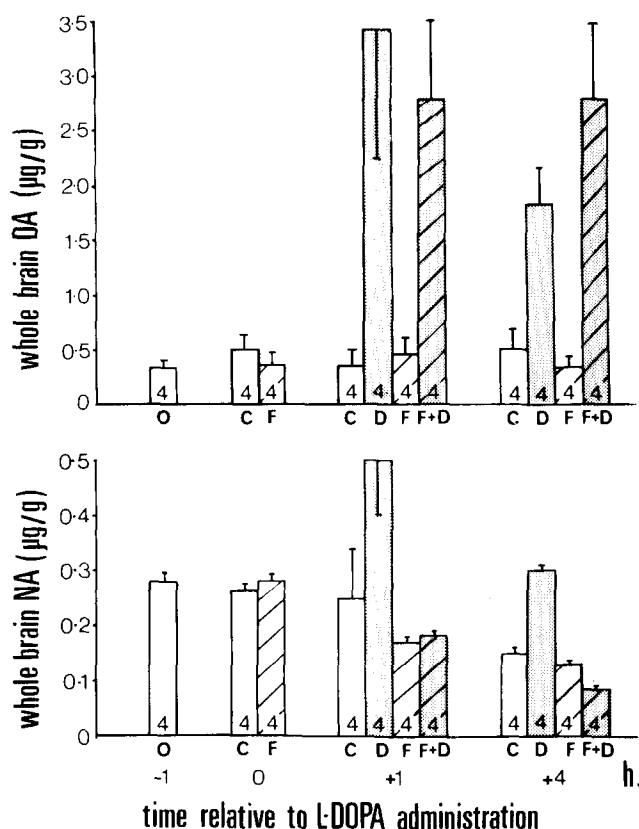 whole brain DA (µg/g)
3·5
3·0
2·5
2·0
1·5
1·0
0·5
0
4 4 4 4 4 4 4 4 4 4 4
O C F C D F F+D C D F F+D
whole brain NA (µg/g)
0·5
0·4
0·3
0·2
0·1
0
4 4 4 4 4 4 4 4 4 4 4
O C F C D F F+D C D F F+D
-1 0 +1 +4 h.
time relative to L-DOPA administration